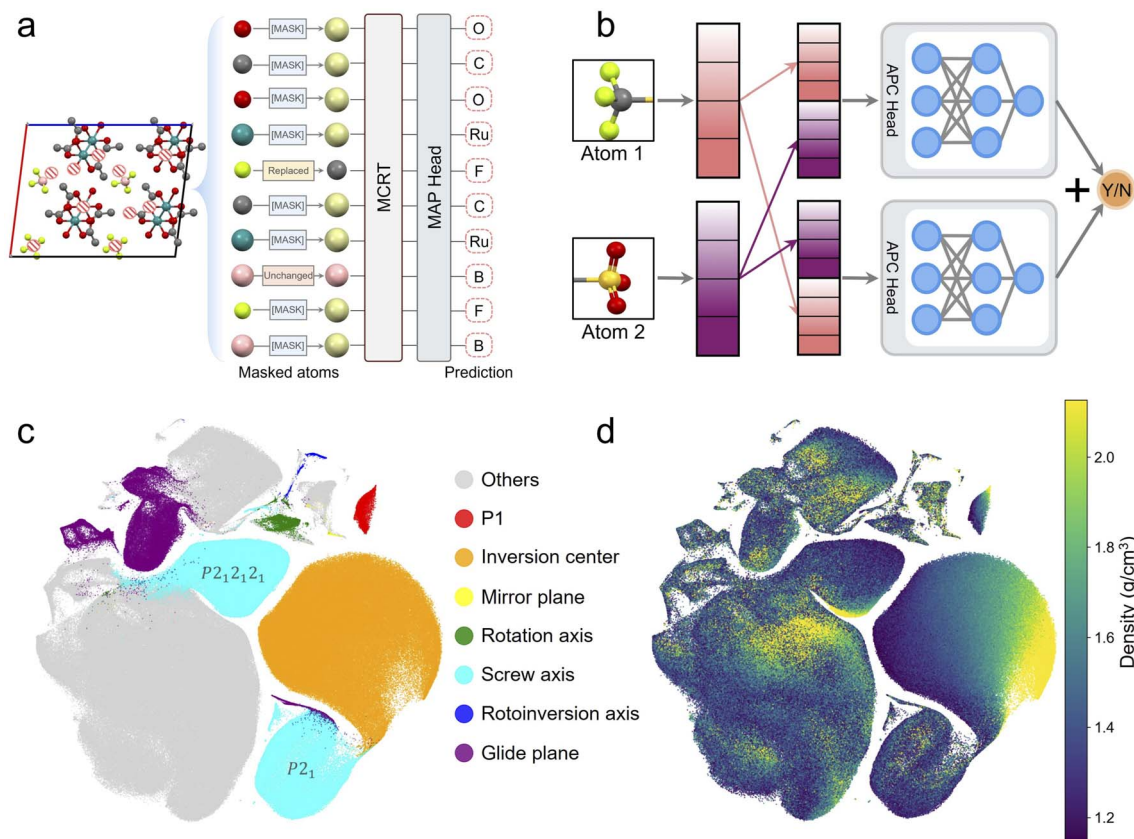 a
[MASK] O
[MASK] C
[MASK] O
[MASK] Ru
Replaced F
[MASK] C
[MASK] Ru
Unchanged B
[MASK] F
[MASK] B
MCRT
MAP Head
Masked atoms
Prediction
b
Atom 1
Atom 2
APC Head
APC Head
+
Y/N
c
P2₁2₁2₁
P2₁
Others
P1
Inversion center
Mirror plane
Rotation axis
Screw axis
Rotoinversion axis
Glide plane
d
2.0
1.8
1.6
1.4
1.2
Density (g/cm³)